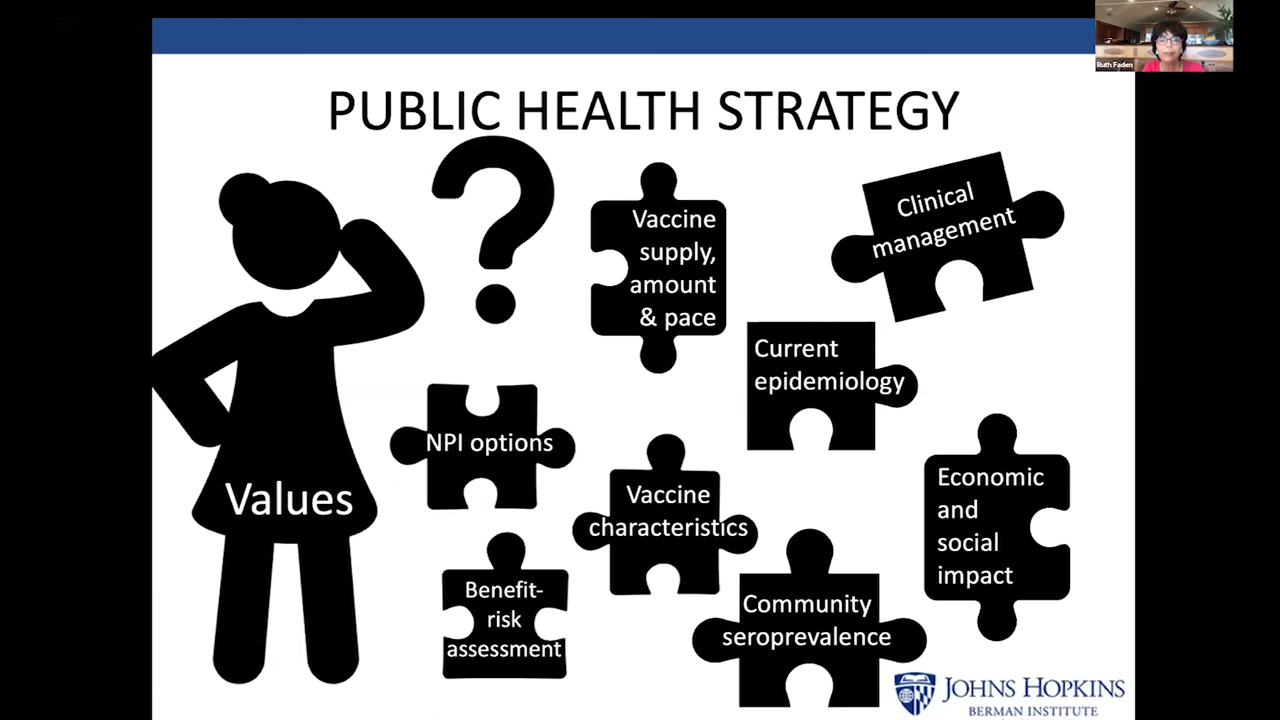 Ruth Faden
PUBLIC HEALTH STRATEGY
?
Vaccine
supply,
amount
& pace
Clinical
management
Current
epidemiology
NPI options
Values
Vaccine
characteristics
Economic
and
social
impact
Benefit-
risk
assessment
Community
seroprevalence
JOHNS HOPKINS
BERMAN INSTITUTE